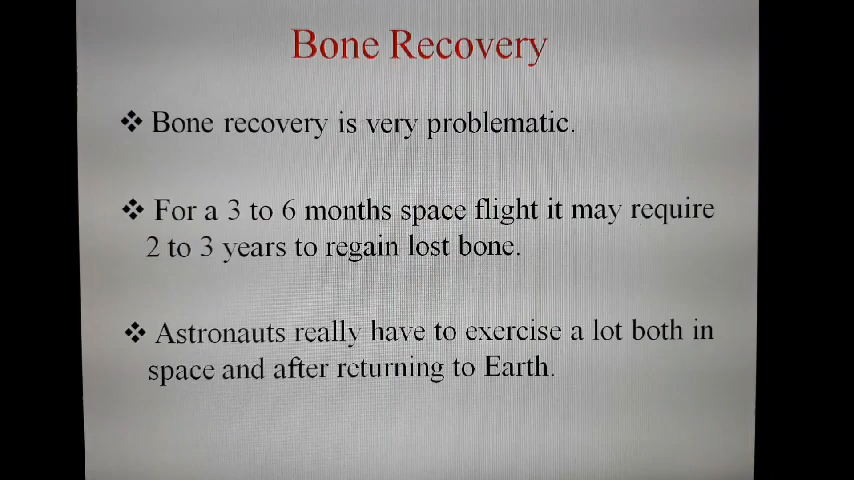 Bone Recovery
❖ Bone recovery is very problematic.
❖ For a 3 to 6 months space flight it may require
2 to 3 years to regain lost bone.
❖ Astronauts really have to exercise a lot both in
space and after returning to Earth.